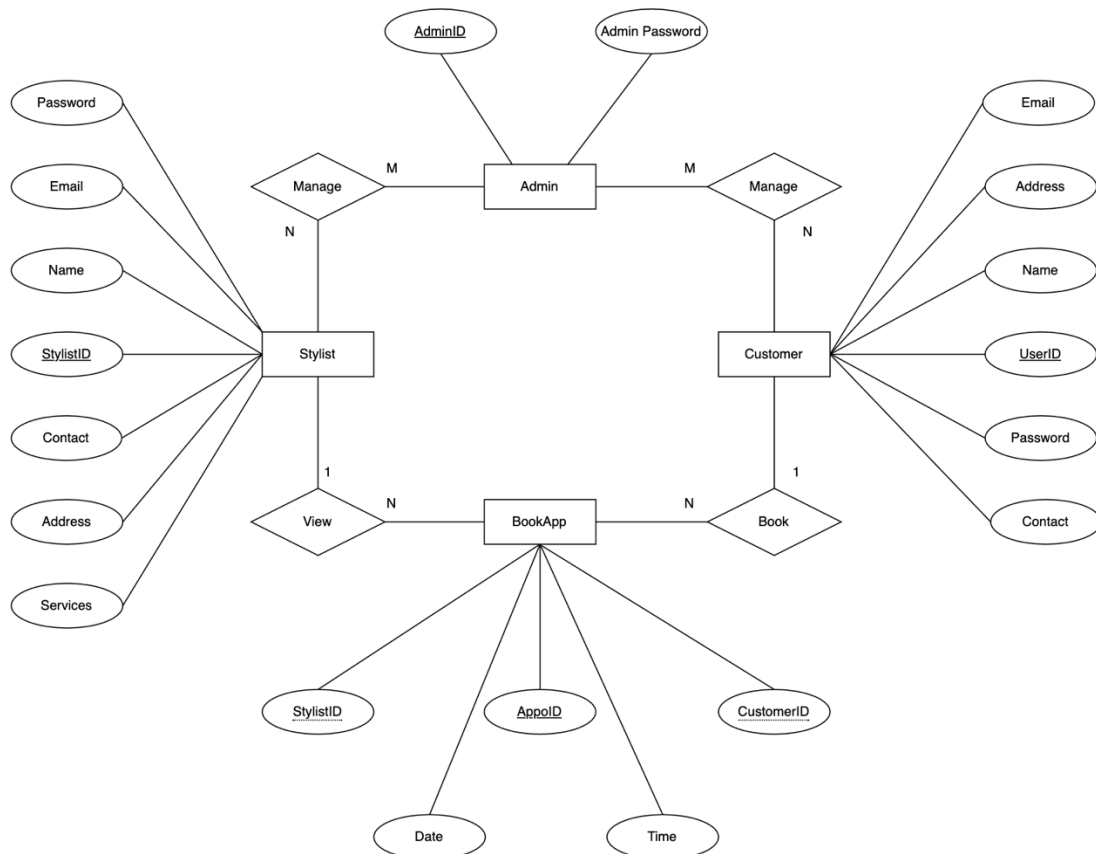 AdminID
Admin Password
Password
Email
Manage
M
Admin
M
Manage
Email
Address
N
N
Name
Name
StylistID
Stylist
Customer
UserID
Contact
Password
1
1
Address
View
N
BookApp
N
Book
Contact
Services
StylistID
AppoID
CustomerID
Date
Time